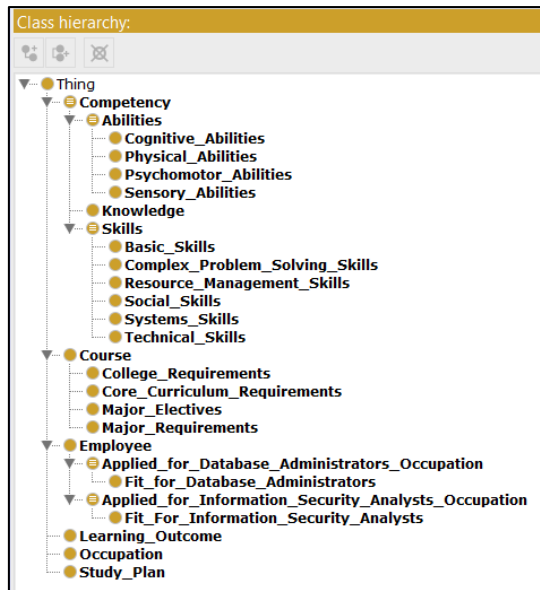 Class hierarchy:
Thing
Competency
Abilities
Cognitive_Abilities
Physical_Abilities
Psychomotor_Abilities
Sensory_Abilities
Knowledge
Skills
Basic_Skills
Complex_Problem_Solving_Skills
Resource_Management_Skills
Social_Skills
Systems_Skills
Technical_Skills
Course
College_Requirements
Core_Curriculum_Requirements
Major_Electives
Major_Requirements
Employee
Applied_for_Database_Administrators_Occupation
Fit_for_Database_Administrators
Applied_for_Information_Security_Analysts_Occupation
Fit_For_Information_Security_Analysts
Learning_Outcome
Occupation
Study_Plan